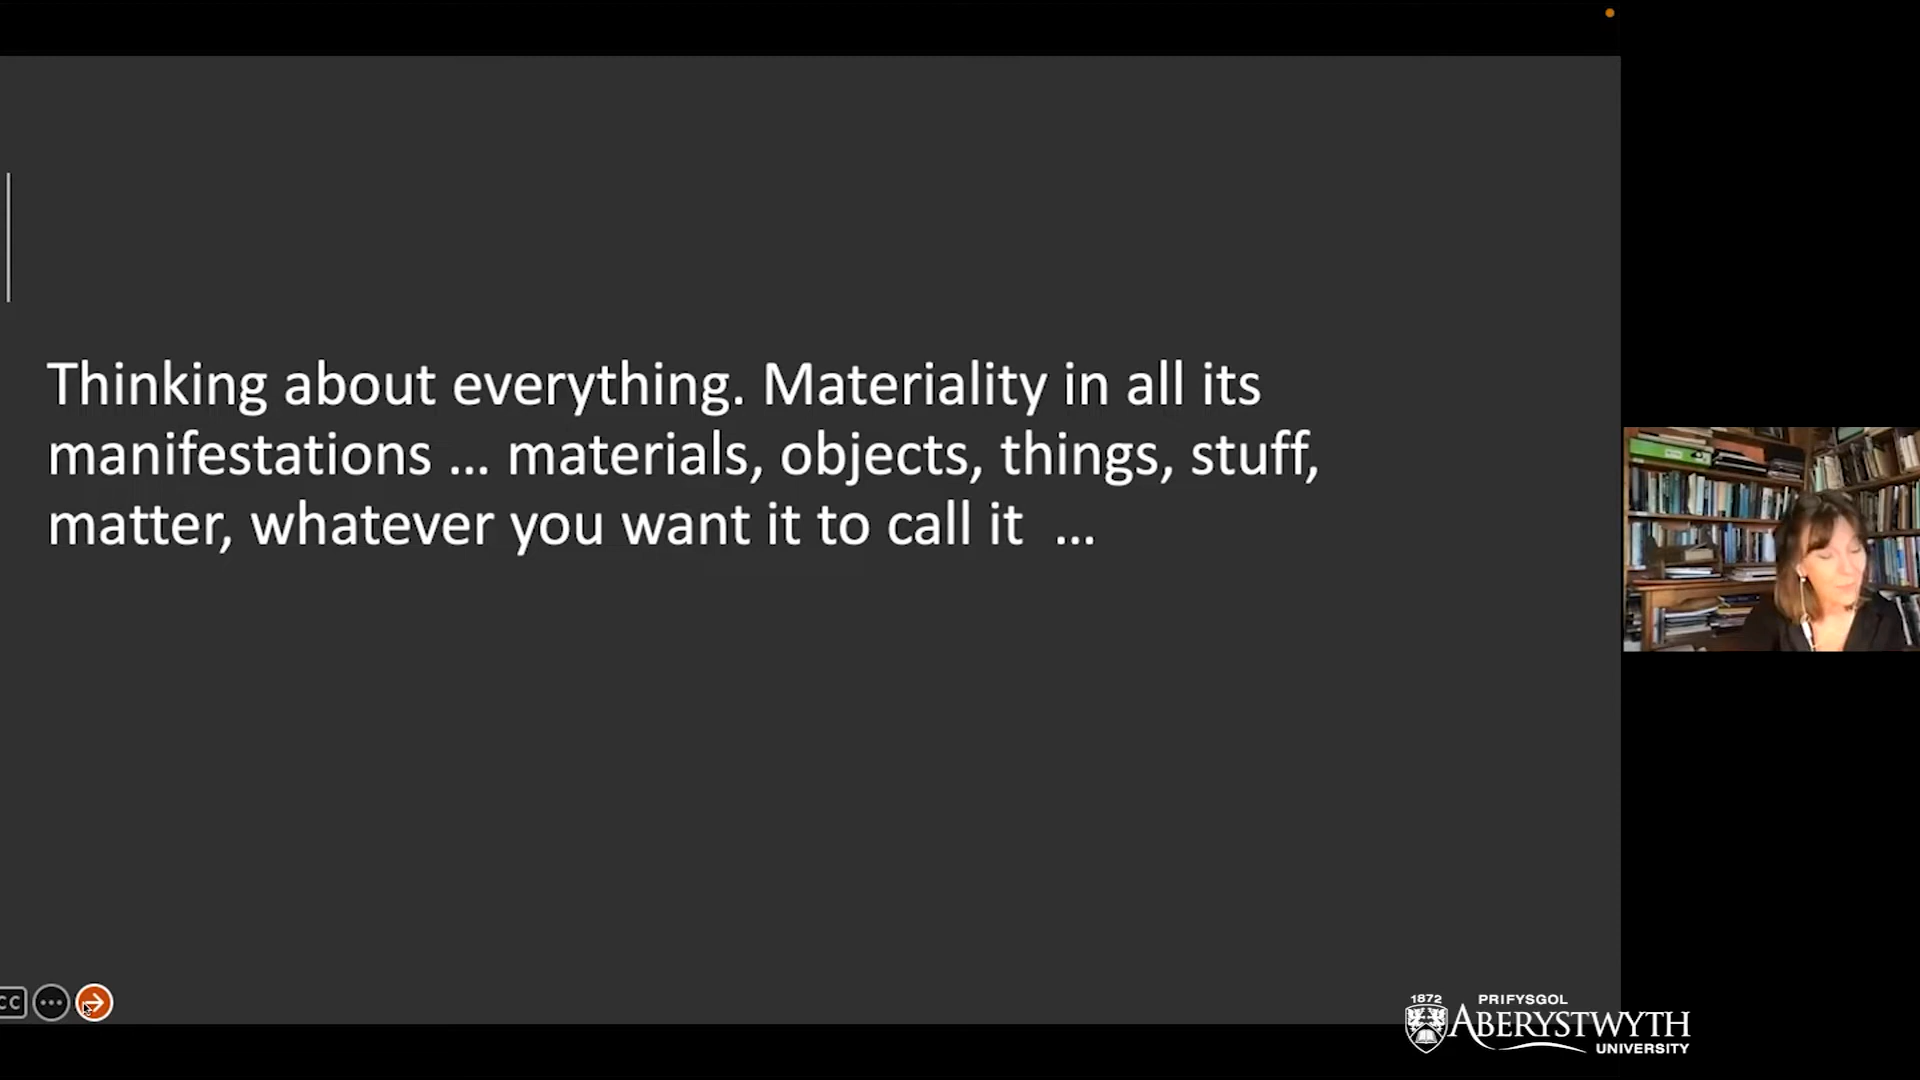 Thinking about everything. Materiality in all its
manifestations ... materials, objects, things, stuff,
matter, whatever you want it to call it ...
CC
1872 PRIFYSGOL
ABERYSTWYTH
UNIVERSITY